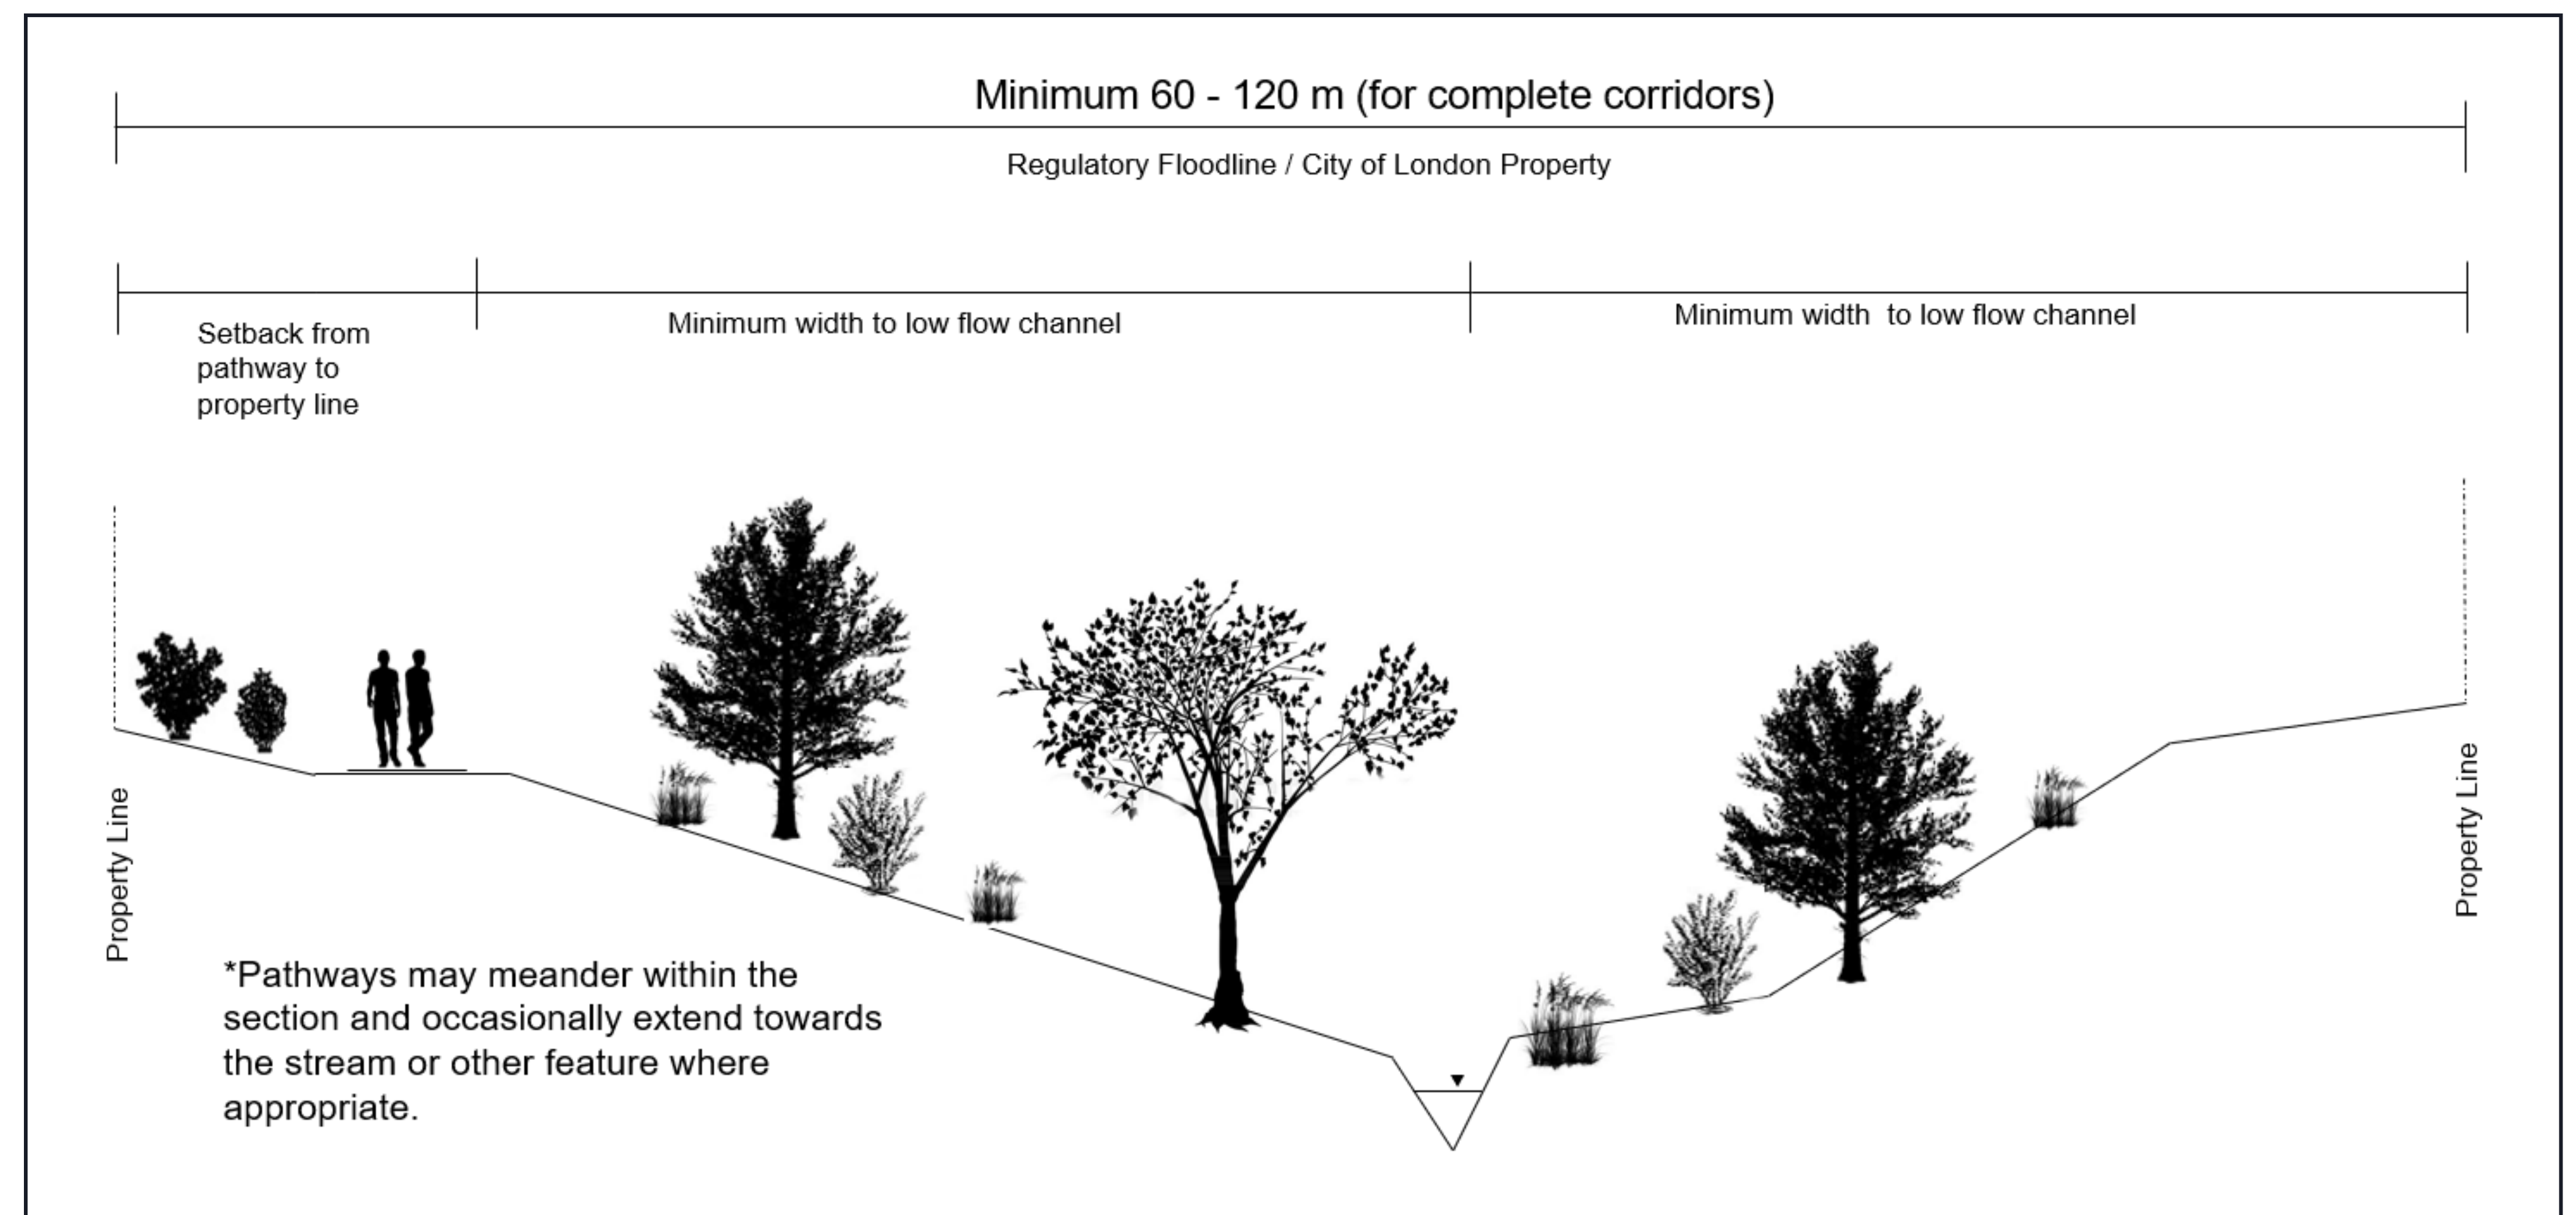 Minimum 60 - 120 m (for complete corridors)
Regulatory Floodline / City of London Property
Setback from
pathway to
property line
Minimum width to low flow channel
Minimum width  to low flow channel
Property Line
Property Line
*Pathways may meander within the
section and occasionally extend towards
the stream or other feature where
appropriate.